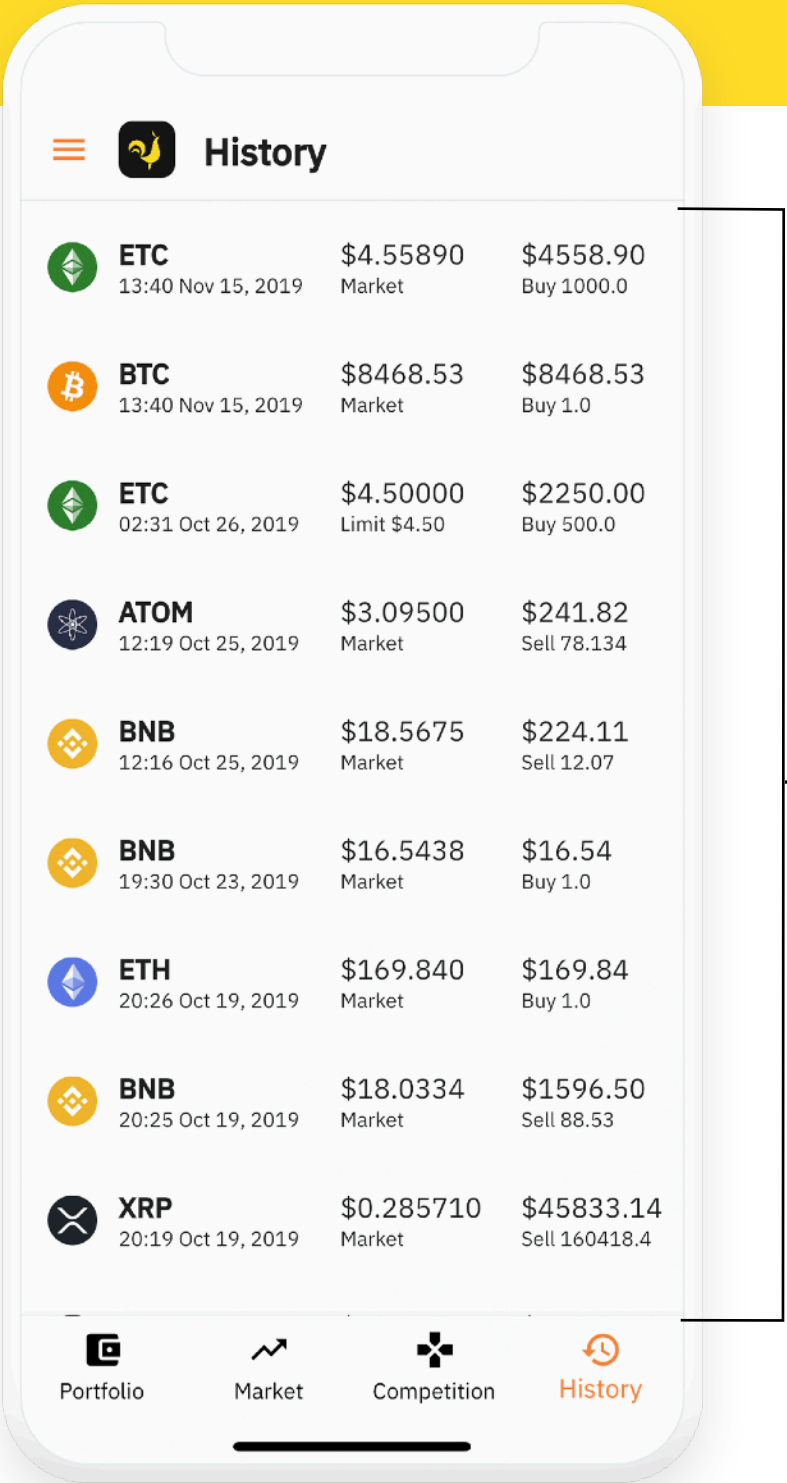 History
ETC $4.55890 $4558.90
13:40 Nov 15, 2019 Market Buy 1000.0
BTC $8468.53 $8468.53
13:40 Nov 15, 2019 Market Buy 1.0
ETC $4.50000 $2250.00
02:31 Oct 26, 2019 Limit $4.50 Buy 500.0
ATOM $3.09500 $241.82
12:19 Oct 25, 2019 Market Sell 78.134
BNB $18.5675 $224.11
12:16 Oct 25, 2019 Market Sell 12.07
BNB $16.5438 $16.54
19:30 Oct 23, 2019 Market Buy 1.0
ETH $169.840 $169.84
20:26 Oct 19, 2019 Market Buy 1.0
BNB $18.0334 $1596.50
20:25 Oct 19, 2019 Market Sell 88.53
XRP $0.285710 $45833.14
20:19 Oct 19, 2019 Market Sell 160418.4
Portfolio Market Competition History